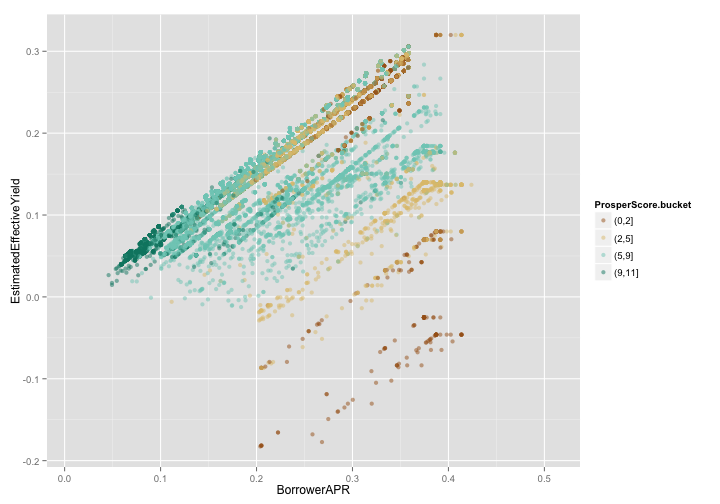 EstimatedEffectiveYield
0.3
0.2
0.1
0.0
-0.1
-0.2
0.0 0.1 0.2 0.3 0.4 0.5
BorrowerAPR
ProsperScore.bucket
(0,2]
(2,5]
(5,9]
(9,11]